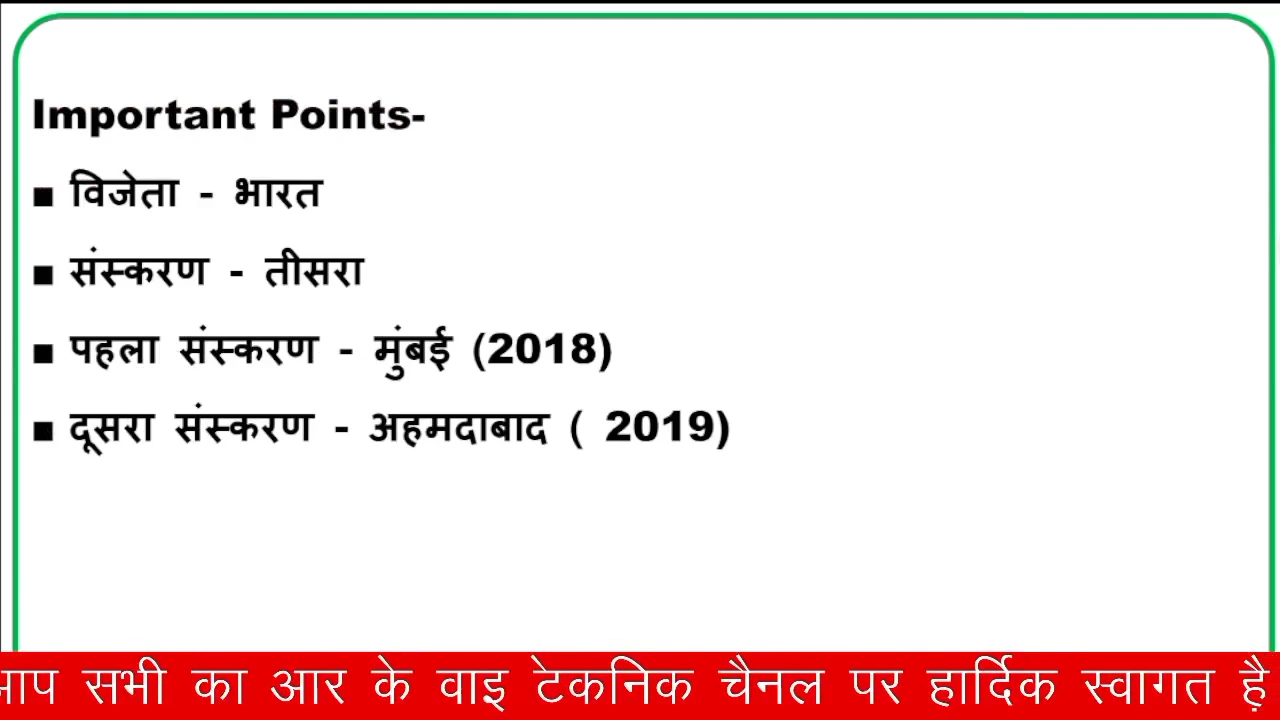 Important Points-
▪ विजेता - भारत
▪ संस्करण - तीसरा
▪ पहला संस्करण - मुंबई (2018)
▪ दूसरा संस्करण - अहमदाबाद ( 2019)
सभी का आर के वाइ टेकनिक चैनल पर हार्दिक स्वागत है